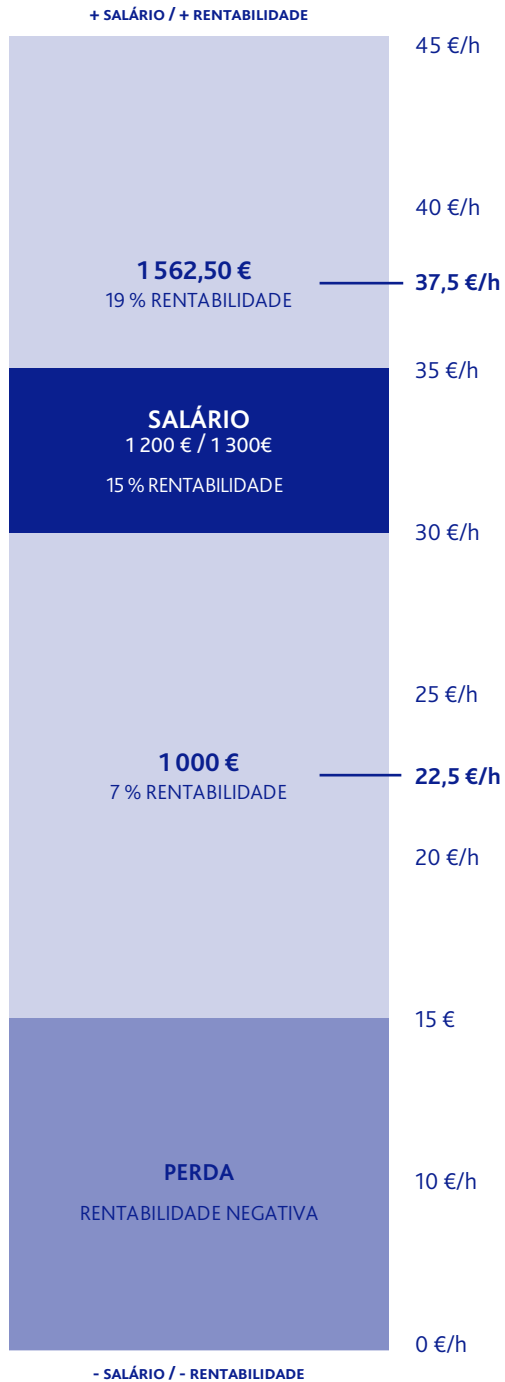 + SALÁRIO / + RENTABILIDADE
45 €/h
40 €/h
1 562,50 €
19 % RENTABILIDADE
37,5 €/h
35 €/h
SALÁRIO
1 200 € / 1 300€
15 % RENTABILIDADE
30 €/h
25 €/h
1 000 €
7 % RENTABILIDADE
22,5 €/h
20 €/h
15 €
PERDA
RENTABILIDADE NEGATIVA
10 €/h
0 €/h
- SALÁRIO / - RENTABILIDADE